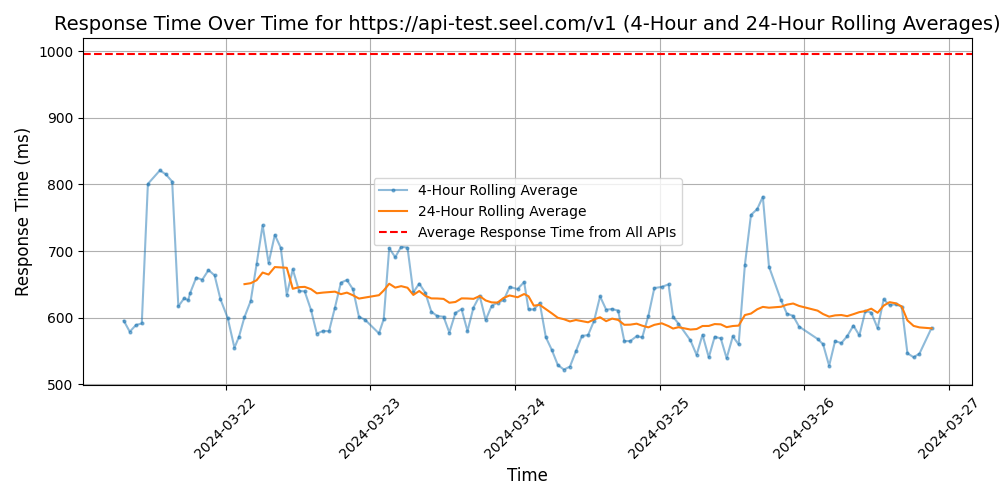 Response Time Over Time for https://api-test.seel.com/v1 (4-Hour and 24-Hour Rolling Averages)
Response Time (ms)
1000
900
800
700
600
500
4-Hour Rolling Average
24-Hour Rolling Average
Average Response Time from All APIs
2024-03-22
2024-03-23
2024-03-24
2024-03-25
2024-03-26
2024-03-27
Time